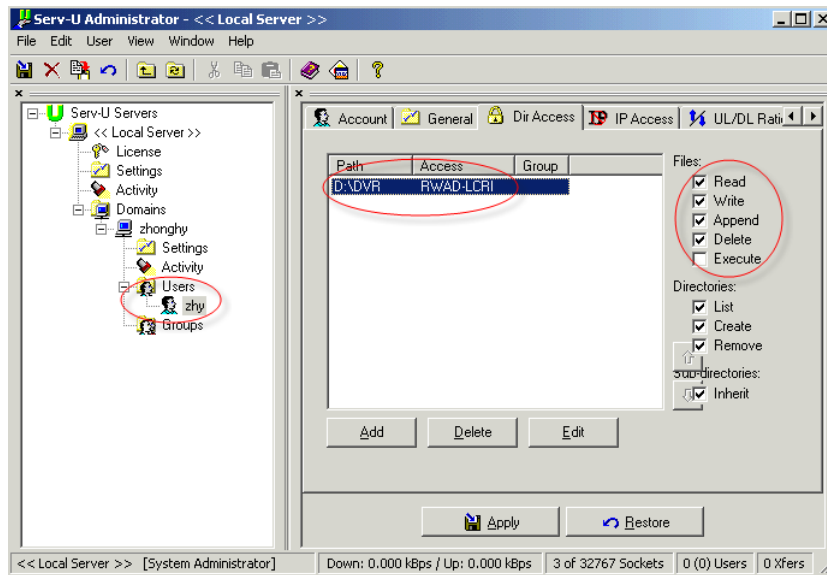 Serv-U Administrator - << Local Server >>
File Edit User View Window Help
Serv-U Servers
<< Local Server >>
License
Settings
Activity
Domains
zhonghy
Settings
Activity
Users
zhy
Groups
Account General Dir Access IP Access UL/DL Rati
Path Access Group
D:\DVR RWAD-LCRI
Files:
Read
Write
Append
Delete
Execute
Directories:
List
Create
Remove
Sub-directories:
Inherit
Add Delete Edit
Apply Restore
<< Local Server >> [System Administrator] Down: 0.000 kBps / Up: 0.000 kBps 3 of 32767 Sockets 0 (0) Users 0 Xfers